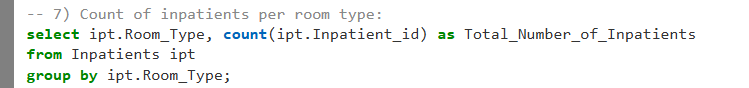 -- 7) Count of inpatients per room type:
select ipt.Room_Type, count(ipt.Inpatient_id) as Total_Number_of_Inpatients
from Inpatients ipt
group by ipt.Room_Type;